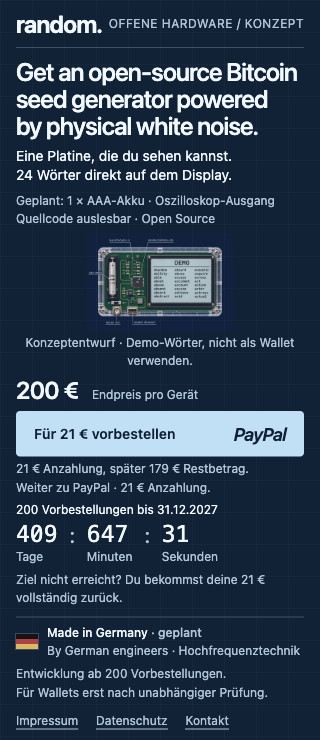 random. OFFENE HARDWARE / KONZEPT
Get an open-source Bitcoin
seed generator powered
by physical white noise.
Eine Platine, die du sehen kannst.
24 Wörter direkt auf dem Display.
Geplant: 1 × AAA-Akku · Oszilloskop-Ausgang
Quellcode auslesbar · Open Source
DEMO
Konzeptentwurf · Demo-Wörter, nicht als Wallet
verwenden.
200 € Endpreis pro Gerät
Für 21 € vorbestellen PayPal
21 € Anzahlung, später 179 € Restbetrag.
Weiter zu PayPal · 21 € Anzahlung.
200 Vorbestellungen bis 31.12.2027
409 : 647 : 31
Tage Minuten Sekunden
Ziel nicht erreicht? Du bekommst deine 21 €
vollständig zurück.
Made in Germany · geplant
By German engineers · Hochfrequenztechnik
Entwicklung ab 200 Vorbestellungen.
Für Wallets erst nach unabhängiger Prüfung.
Impressum Datenschutz Kontakt